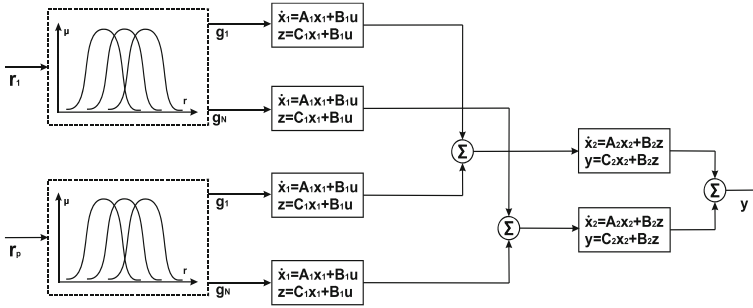 r₁
μ
r
g₁
gN
ẋ₁=A₁x₁+B₁u
z=C₁x₁+B₁u
ẋ₁=A₁x₁+B₁u
z=C₁x₁+B₁u
rₚ
μ
r
g₁
gN
ẋ₁=A₁x₁+B₁u
z=C₁x₁+B₁u
ẋ₁=A₁x₁+B₁u
z=C₁x₁+B₁u
Σ
Σ
ẋ₂=A₂x₂+B₂z
y=C₂x₂+B₂z
ẋ₂=A₂x₂+B₂z
y=C₂x₂+B₂z
Σ
y